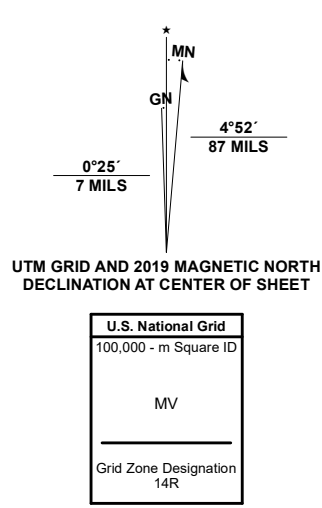 ★
MN
GN
4°52´
87 MILS
0°25´
7 MILS
UTM GRID AND 2019 MAGNETIC NORTH
DECLINATION AT CENTER OF SHEET
U.S. National Grid
100,000 - m Square ID
MV
Grid Zone Designation
14R